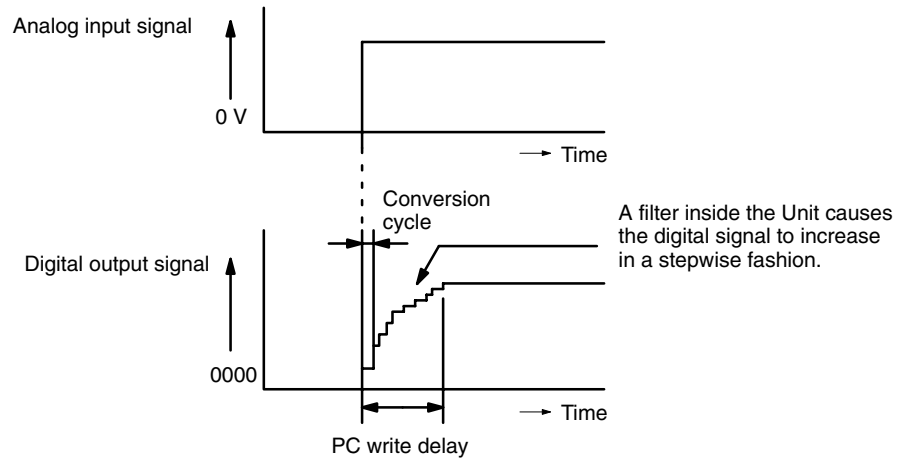 Analog input signal
0 V
Time
Conversion
cycle
A filter inside the Unit causes
the digital signal to increase
in a stepwise fashion.
Digital output signal
0000
Time
PC write delay